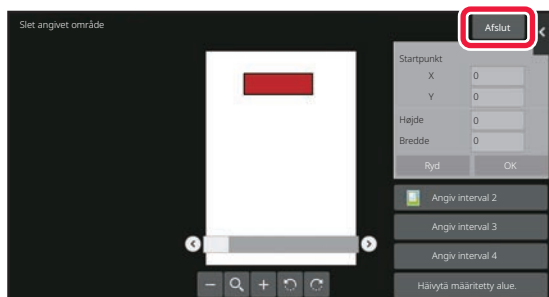 Slet angivet område
Afslut
Startpunkt
X 0
Y 0
Højde 0
Bredde 0
Ryd OK
Angiv interval 2
Angiv interval 3
Angiv interval 4
Häivytä määritetty alue.